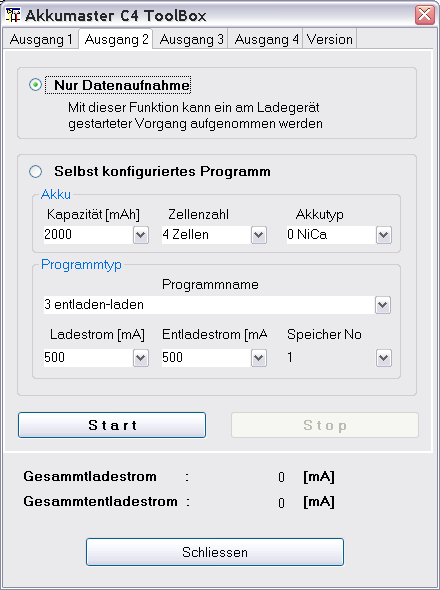 Akkumaster C4 ToolBox
Ausgang 1 Ausgang 2 Ausgang 3 Ausgang 4 Version
Nur Datenaufnahme
Mit dieser Funktion kann ein am Ladegerät
gestarteter Vorgang aufgenommen werden
Selbst konfiguriertes Programm
Akku
Kapazität [mAh] Zellenzahl Akkutyp
2000 4 Zellen 0 NiCa
Programmtyp
Programmname
3 entladen-laden
Ladestrom [mA] Entladestrom [mA Speicher No
500 500 1
Start Stop
Gesammtladestrom : 0 [mA]
Gesammtentladestrom : 0 [mA]
Schliessen